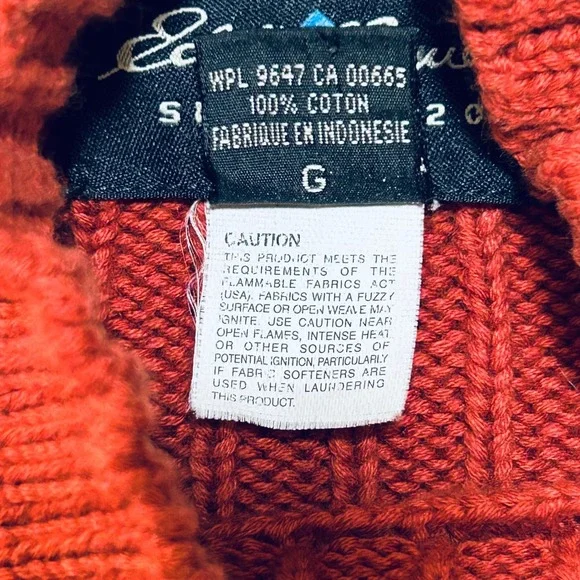 WPL 9647 CA 00665
100% COTON
FABRIQUE EN INDONESIE
G
CAUTION
THIS PRODUCT MEETS THE
REQUIREMENTS OF THE
FLAMMABLE FABRICS ACT
(USA). FABRICS WITH A FUZZY
SURFACE OR OPEN WEAVE MAY
IGNITE. USE CAUTION NEAR
OPEN FLAMES, INTENSE HEAT
OR OTHER SOURCES OF
POTENTIAL IGNITION, PARTICULARLY
IF FABRIC SOFTENERS ARE
USED WHEN LAUNDERING
THIS PRODUCT.